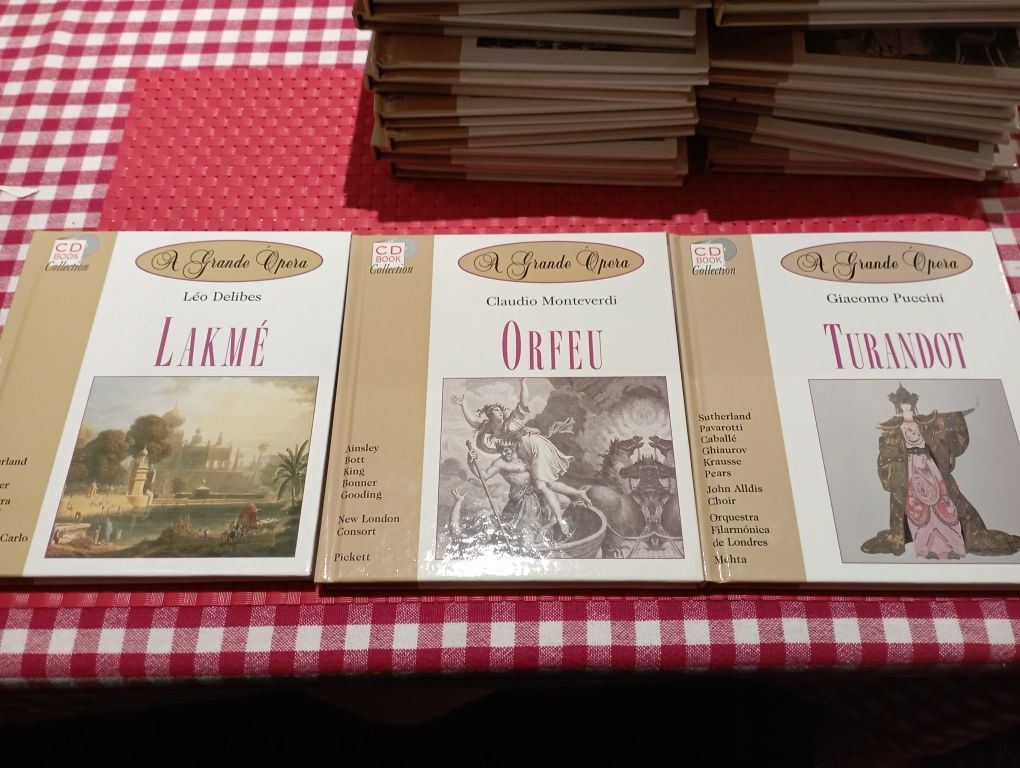 CD
BOOK
Collection
A Grande Ópera
Léo Delibes
LAKMÉ
Carlo
CD
BOOK
Collection
A Grande Ópera
Claudio Monteverdi
ORFEU
Ainsley
Bott
King
Bonner
Gooding
New London
Consort
Pickett
CD
BOOK
Collection
A Grande Ópera
Giacomo Puccini
TURANDOT
Sutherland
Pavarotti
Caballé
Ghiaurov
Krausse
Pears
John Alldis
Choir
Orquestra
Filarmónica
de Londres
Mehta